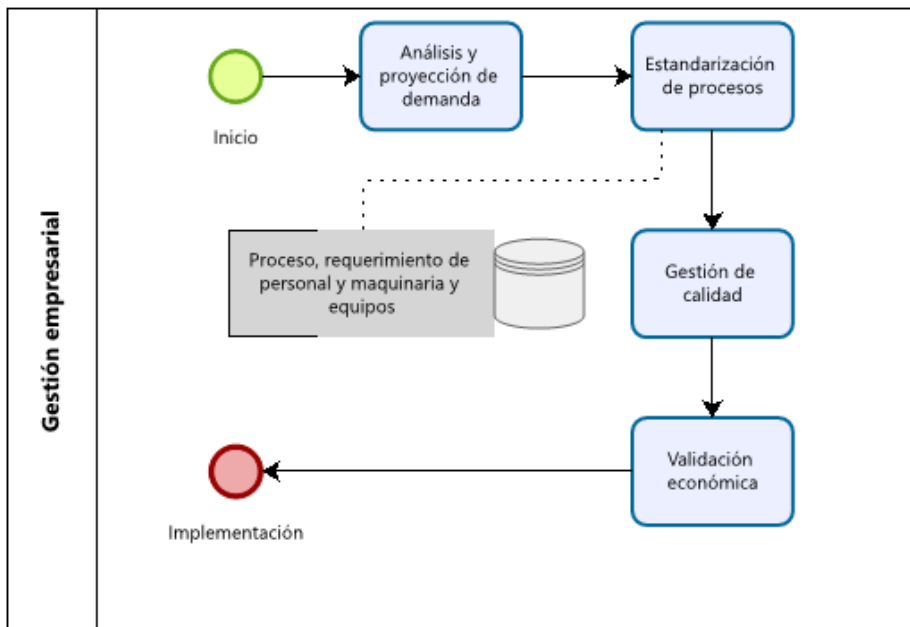 Gestión empresarial
Análisis y
proyección de
demanda
Estandarización
de procesos
Inicio
Proceso, requerimiento de
personal y maquinaria y
equipos
Gestión de
calidad
Validación
económica
Implementación